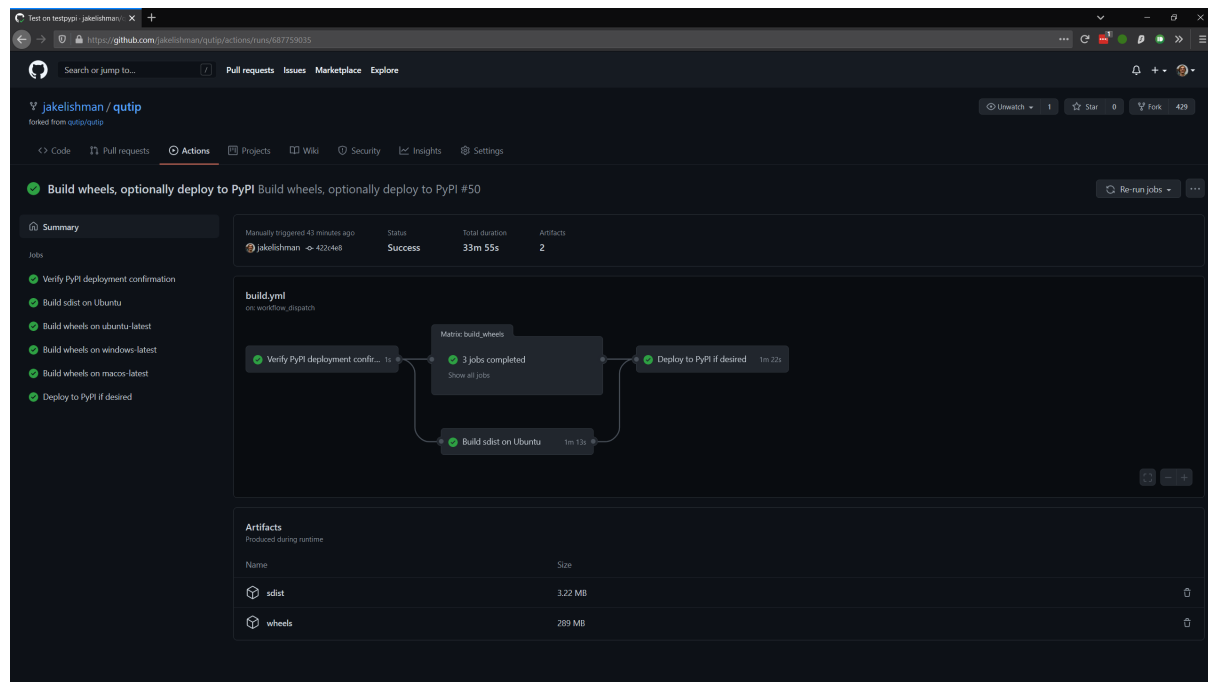 Test on testpypi · jakelishman/
https://github.com/jakelishman/qutip/actions/runs/687759035
1
Search or jump to...
/
Pull requests Issues Marketplace Explore
jakelishman / qutip
forked from qutip/qutip
Unwatch 1 Star 0 Fork 429
Code Pull requests Actions Projects Wiki Security Insights Settings
Build wheels, optionally deploy to PyPI Build wheels, optionally deploy to PyPI #50
Re-run jobs
Summary
Jobs
Verify PyPI deployment confirmation
Build sdist on Ubuntu
Build wheels on ubuntu-latest
Build wheels on windows-latest
Build wheels on macos-latest
Deploy to PyPI if desired
Manually triggered 43 minutes ago Status Total duration Artifacts
jakelishman 422c4e8 Success 33m 55s 2
build.yml
on: workflow_dispatch
Matrix: build_wheels
Verify PyPI deployment confir... 1s
3 jobs completed
Show all jobs
Deploy to PyPI if desired 1m 22s
Build sdist on Ubuntu 1m 13s
Artifacts
Produced during runtime
Name Size
sdist 3.22 MB
wheels 289 MB